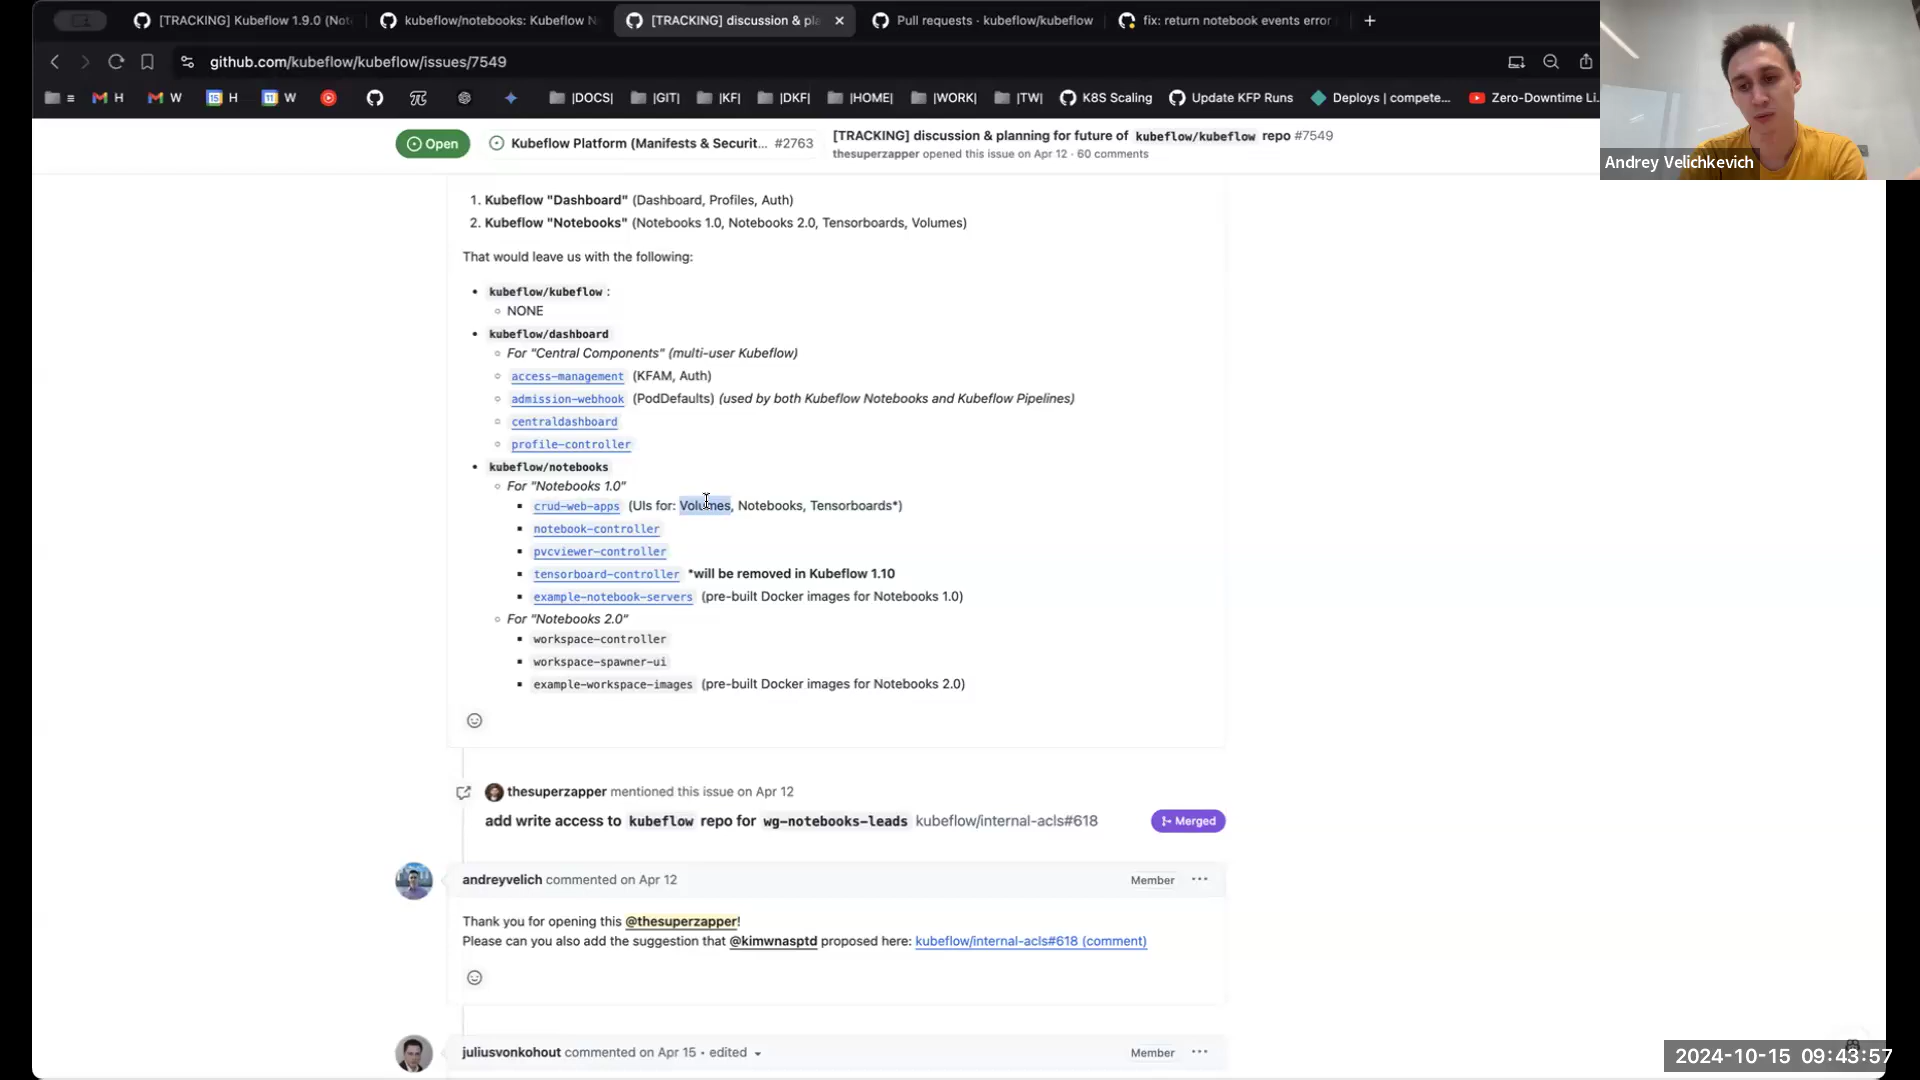 [TRACKING] Kubeflow 1.9.0 (Not
kubeflow/notebooks: Kubeflow N
[TRACKING] discussion & pla
Pull requests · kubeflow/kubeflow
fix: return notebook events error
github.com/kubeflow/kubeflow/issues/7549
H
W
H
W
|DOCS|
|GIT|
|KF|
|DKF|
|HOME|
|WORK|
|TW|
K8S Scaling
Update KFP Runs
Deploys | compete...
Zero-Downtime Li...
Andrey Velichkevich
Open
Kubeflow Platform (Manifests & Securit... #2763
[TRACKING] discussion & planning for future of kubeflow/kubeflow repo #7549
thesuperzapper opened this issue on Apr 12 · 60 comments
1. Kubeflow "Dashboard" (Dashboard, Profiles, Auth)
2. Kubeflow "Notebooks" (Notebooks 1.0, Notebooks 2.0, Tensorboards, Volumes)
That would leave us with the following:
• kubeflow/kubeflow :
NONE
• kubeflow/dashboard
For "Central Components" (multi-user Kubeflow)
access-management (KFAM, Auth)
admission-webhook (PodDefaults) (used by both Kubeflow Notebooks and Kubeflow Pipelines)
centraldashboard
profile-controller
• kubeflow/notebooks
For "Notebooks 1.0"
crud-web-apps (UIs for: Volumes, Notebooks, Tensorboards*)
notebook-controller
pvcviewer-controller
tensorboard-controller *will be removed in Kubeflow 1.10
example-notebook-servers (pre-built Docker images for Notebooks 1.0)
For "Notebooks 2.0"
workspace-controller
workspace-spawner-ui
example-workspace-images (pre-built Docker images for Notebooks 2.0)
thesuperzapper mentioned this issue on Apr 12
add write access to kubeflow repo for wg-notebooks-leads kubeflow/internal-acls#618
Merged
andreyvelich commented on Apr 12
Member
Thank you for opening this @thesuperzapper!
Please can you also add the suggestion that @kimwnasptd proposed here: kubeflow/internal-acls#618 (comment)
juliusvonkohout commented on Apr 15 • edited
Member
2024-10-15 09:43:57